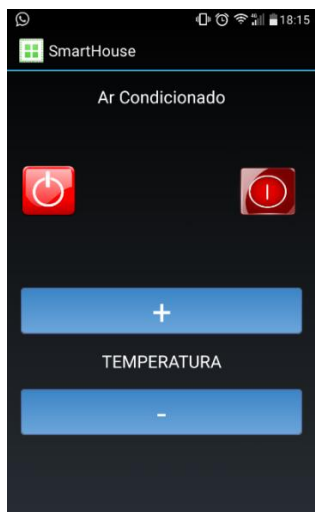 18:15
SmartHouse
Ar Condicionado
+
TEMPERATURA
-